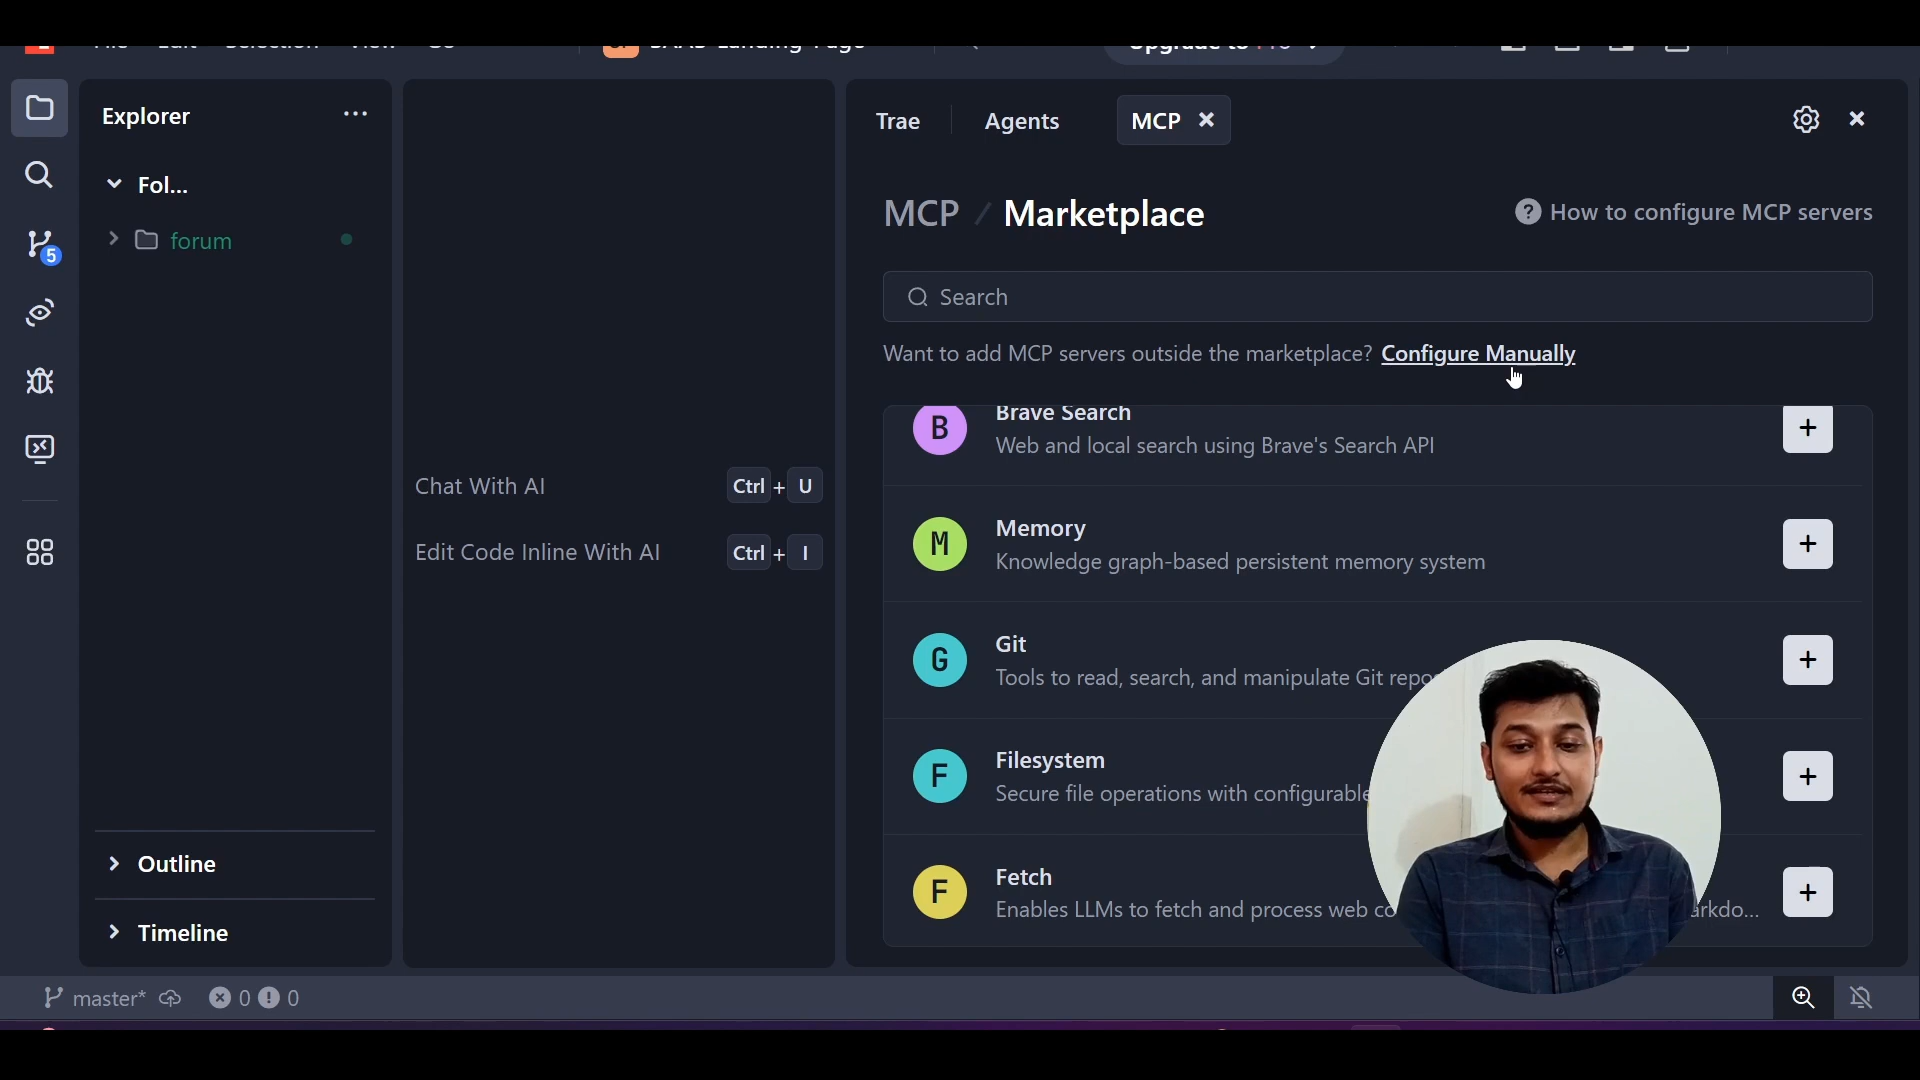 Explorer
Fol...
forum
5
Outline
Timeline
Chat With AI Ctrl + U
Edit Code Inline With AI Ctrl + I
Trae
Agents
MCP
MCP / Marketplace
How to configure MCP servers
Search
Want to add MCP servers outside the marketplace? Configure Manually
B
Brave Search
Web and local search using Brave's Search API
M
Memory
Knowledge graph-based persistent memory system
G
Git
Tools to read, search, and manipulate Git
F
Filesystem
Secure file operations with configurable
F
Fetch
Enables LLMs to fetch and process web
master*
0
0